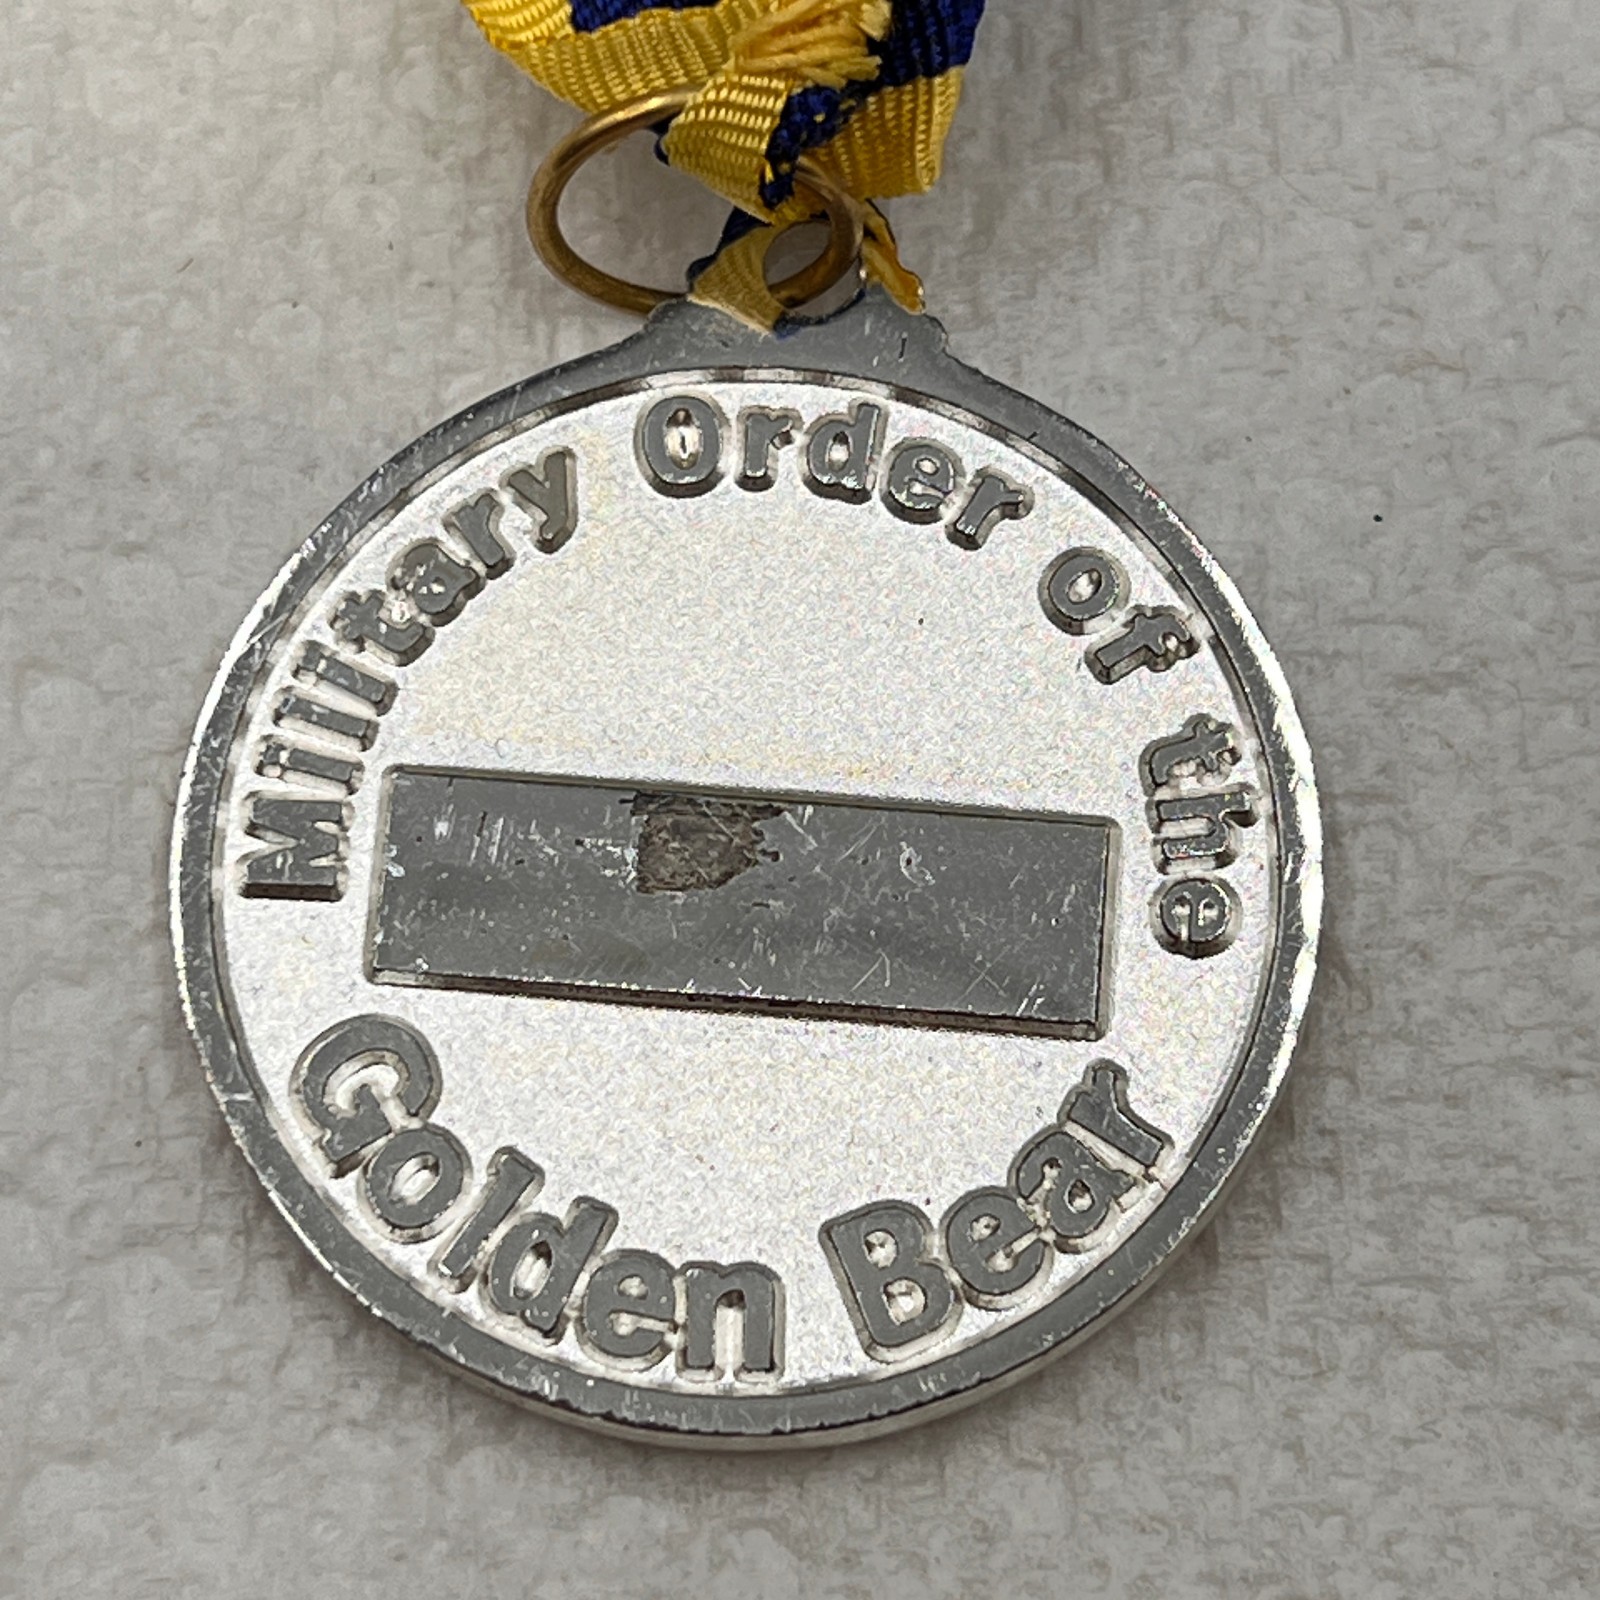 Military Order of the
Golden Bear